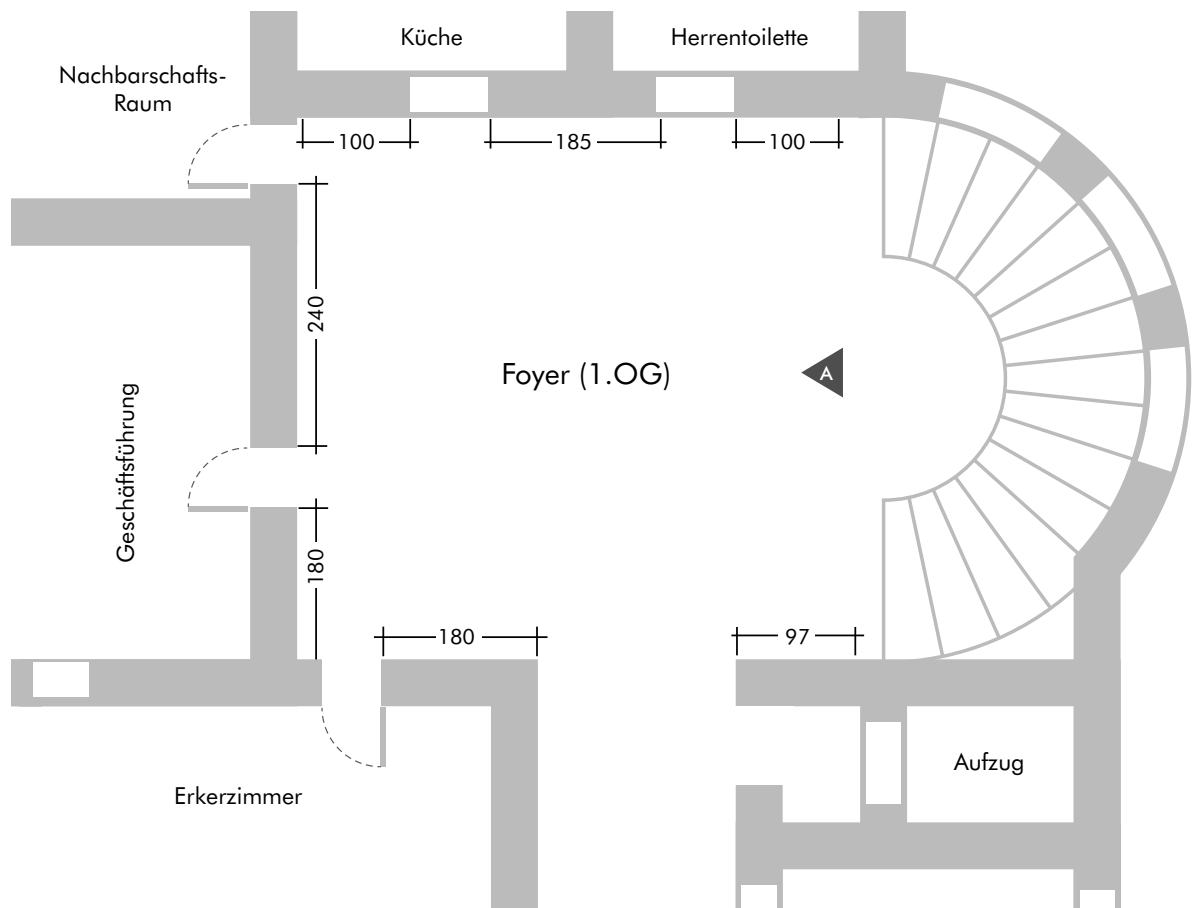 Küche
Herrentoilette
Nachbarschafts-
Raum
100
185
100
240
Foyer (1.OG)
A
Geschäftsführung
180
180
97
Aufzug
Erkerzimmer